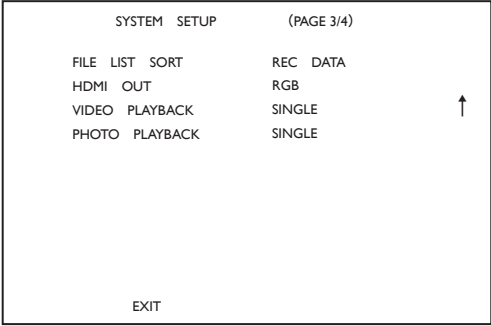 SYSTEM SETUP (PAGE 3/4)
FILE LIST SORT REC DATA
HDMI OUT RGB
VIDEO PLAYBACK SINGLE
PHOTO PLAYBACK SINGLE
EXIT